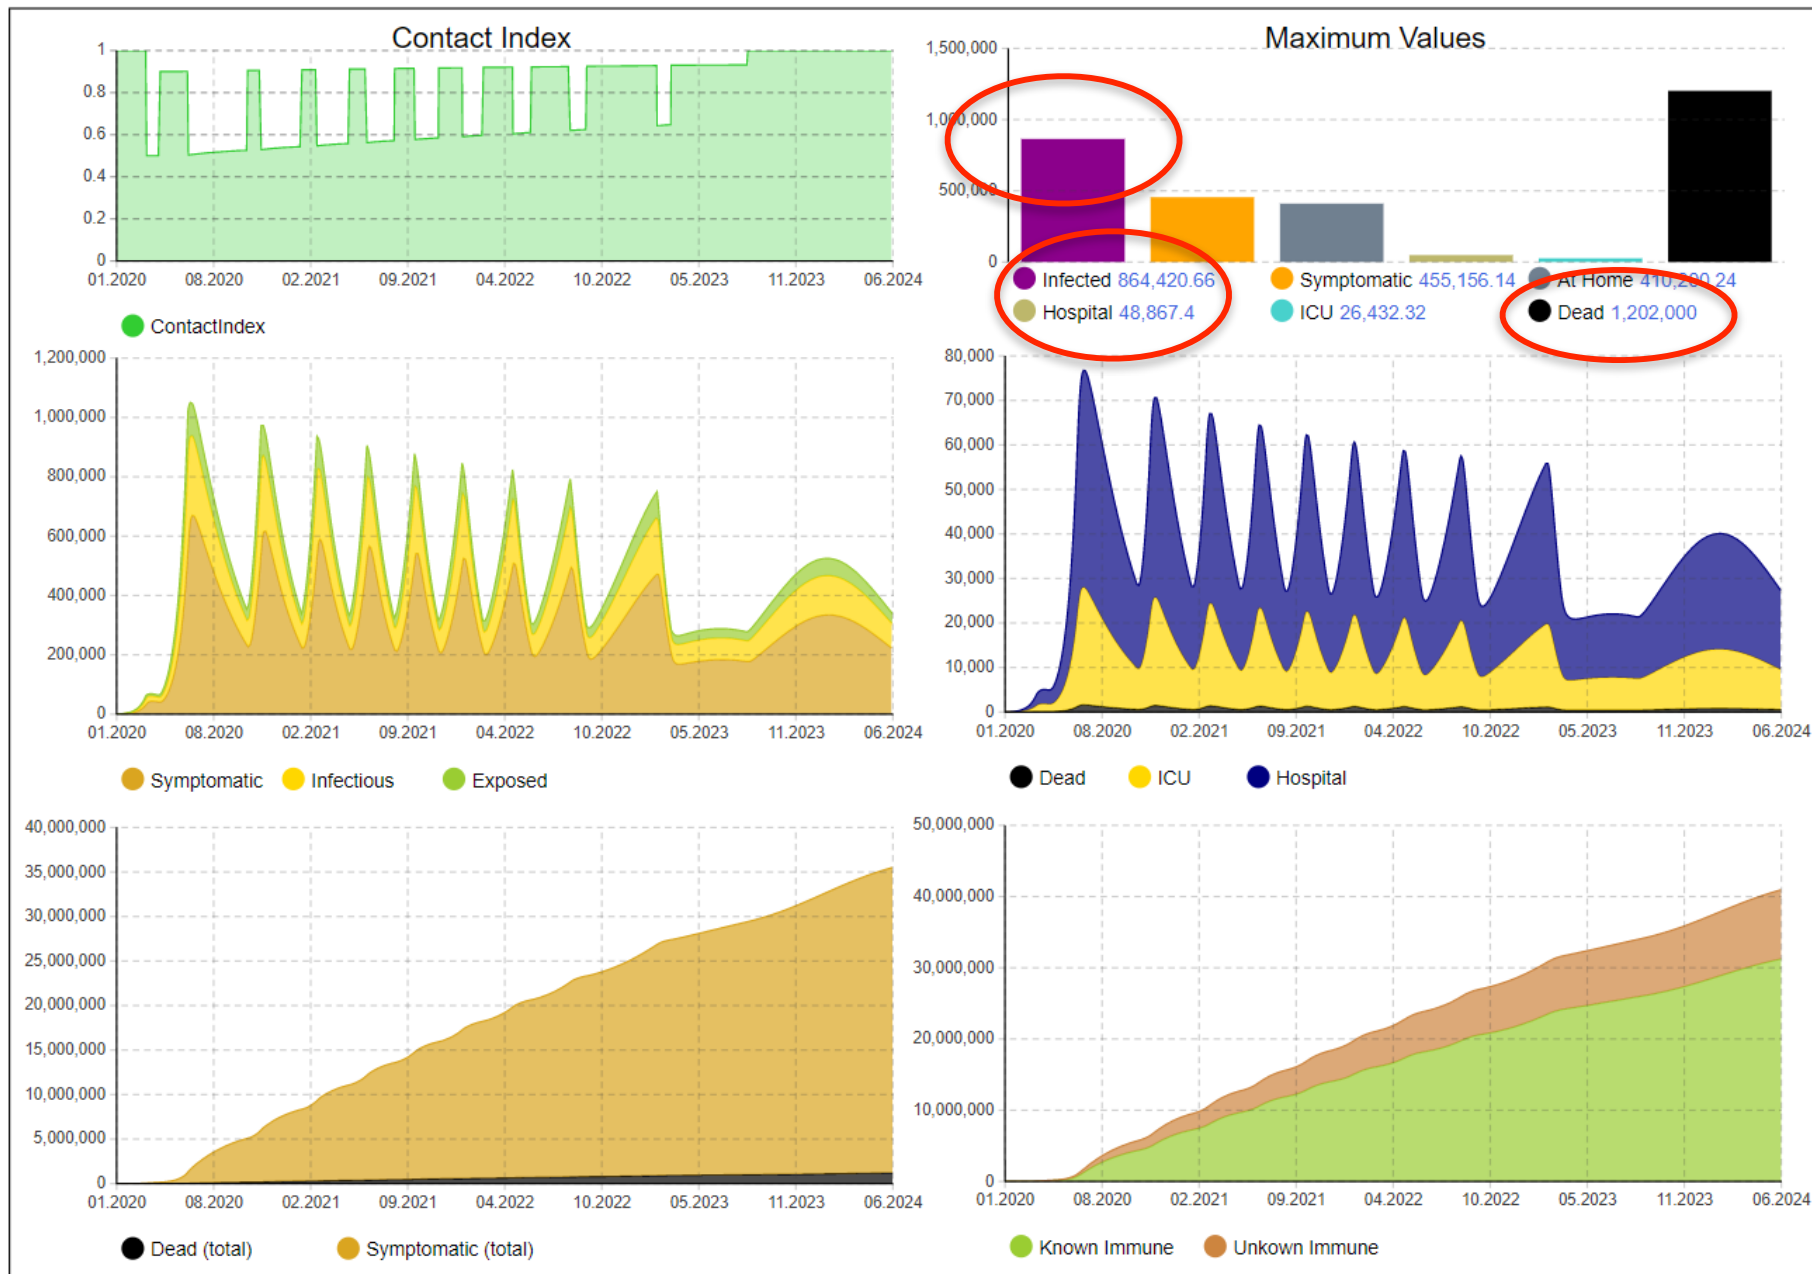 Contact Index
1
0.8
0.6
0.4
0.2
0
01.2020 08.2020 02.2021 09.2021 04.2022 10.2022 05.2023 11.2023 06.2024
ContactIndex
Maximum Values
1,500,000
1,000,000
500,000
0
Infected 864,420.66 Symptomatic 455,156.14 At Home 410,200.24
Hospital 48,867.4 ICU 26,432.32 Dead 1,202,000
1,200,000
1,000,000
800,000
600,000
400,000
200,000
0
01.2020 08.2020 02.2021 09.2021 04.2022 10.2022 05.2023 11.2023 06.2024
Symptomatic Infectious Exposed
80,000
70,000
60,000
50,000
40,000
30,000
20,000
10,000
0
01.2020 08.2020 02.2021 09.2021 04.2022 10.2022 05.2023 11.2023 06.2024
Dead ICU Hospital
40,000,000
35,000,000
30,000,000
25,000,000
20,000,000
15,000,000
10,000,000
5,000,000
0
01.2020 08.2020 02.2021 09.2021 04.2022 10.2022 05.2023 11.2023 06.2024
Dead (total) Symptomatic (total)
50,000,000
40,000,000
30,000,000
20,000,000
10,000,000
0
01.2020 08.2020 02.2021 09.2021 04.2022 10.2022 05.2023 11.2023 06.2024
Known Immune Unkown Immune